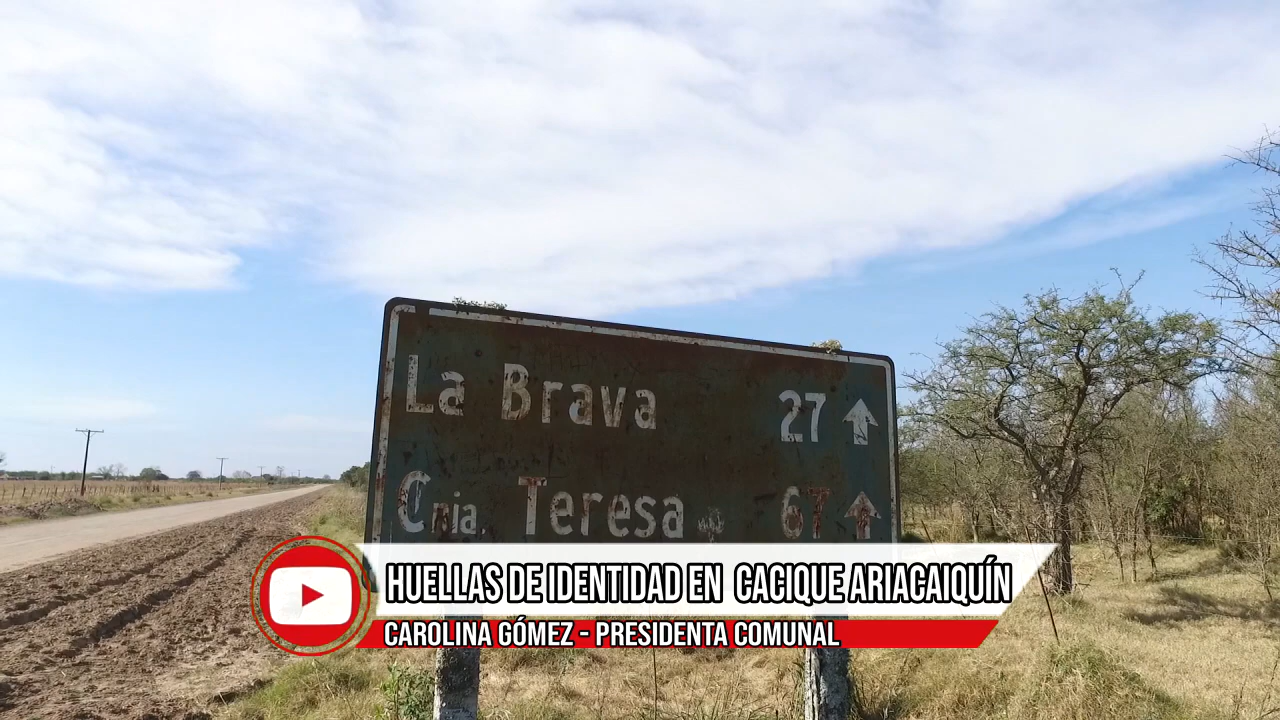 La Brava 27
Cnia. Teresa 67
HUELLAS DE IDENTIDAD EN CACIQUE ARIACAIQUÍN
CAROLINA GÓMEZ - PRESIDENTA COMUNAL